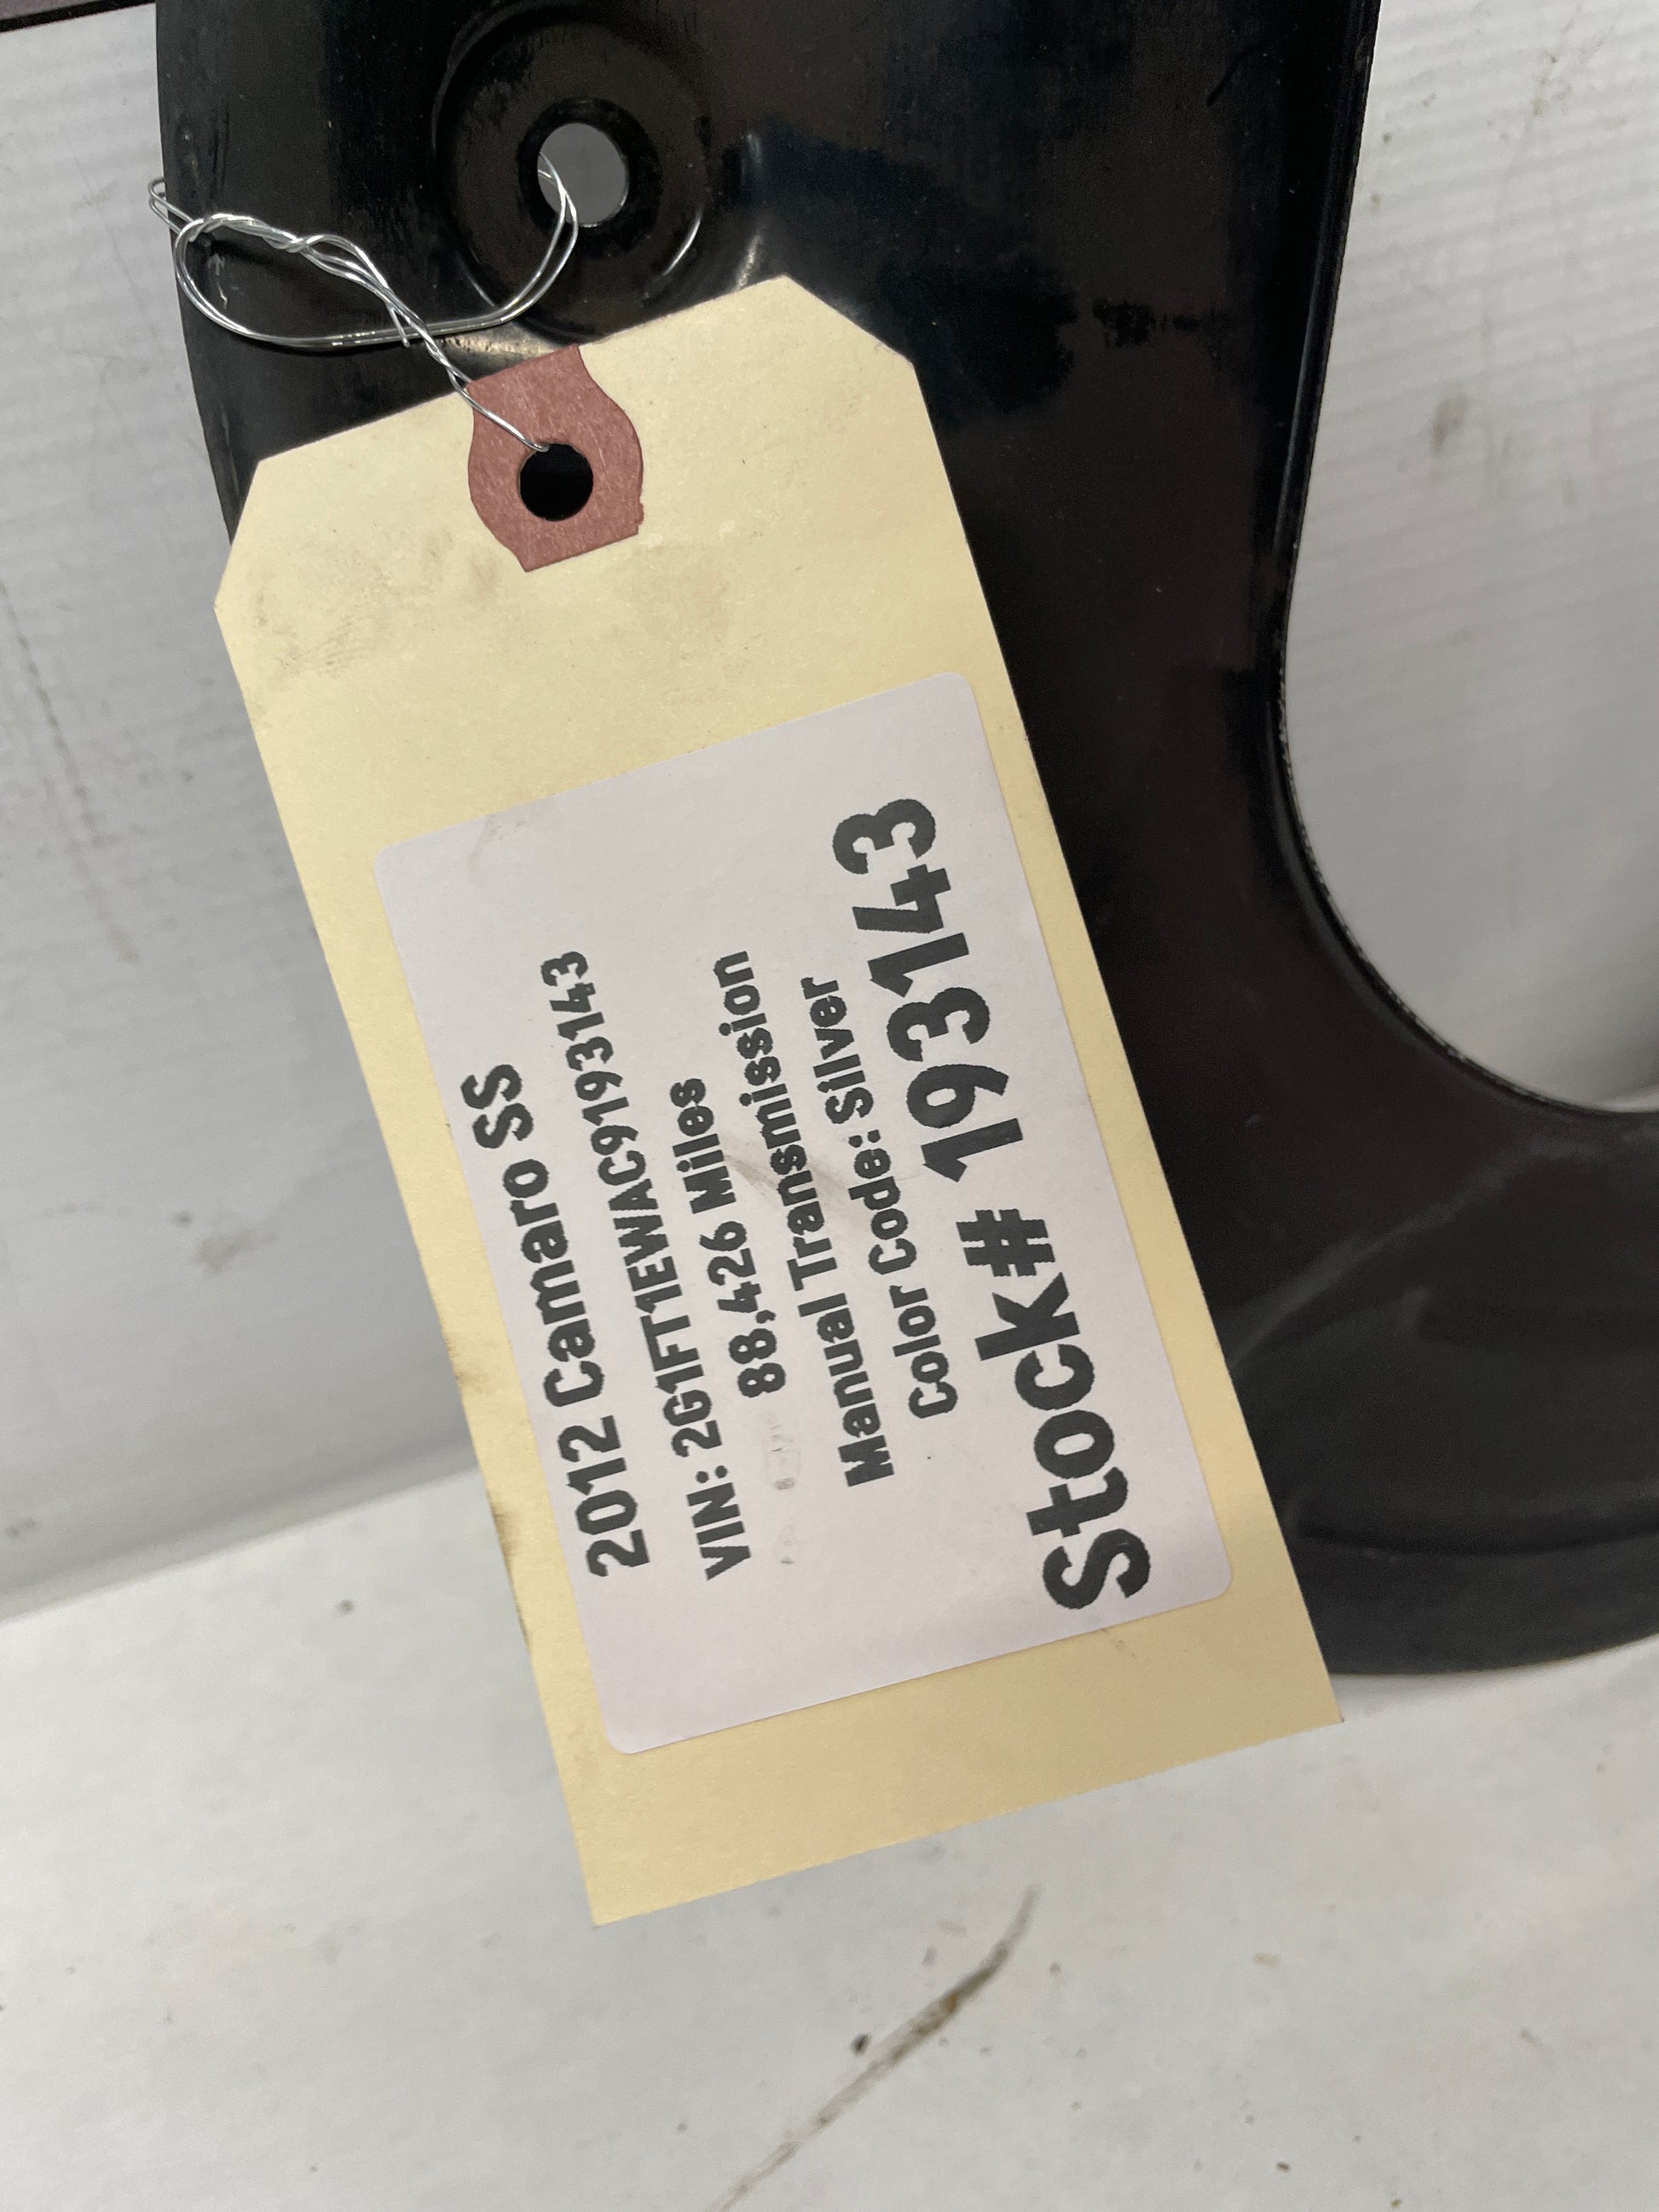 2012 Camaro SS
VIN: 2G1FT1EWAC9193143
88,426 Miles
Manual Transmission
Color Code: Silver
Stock# 193143